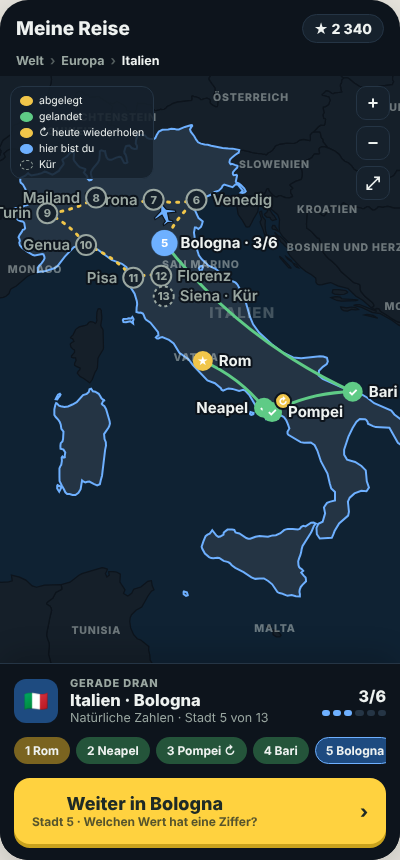 Meine Reise
★ 2 340
Welt › Europa › Italien
abgelegt
gelandet
↻ heute wiederholen
hier bist du
Kür
ÖSTERREICH
SLOWENIEN
KROATIEN
BOSNIEN UND HERZ
Mailand 8
rona 7
6 Venedig
Turin 9
5 Bologna · 3/6
Genua 10
SAN MARINO
Pisa 11
12 Florenz
13 Siena · Kür
ITALIEN
Rom
Bari
Neapel
Pompei
TUNISIA
MALTA
GERADE DRAN
Italien · Bologna
3/6
Natürliche Zahlen · Stadt 5 von 13
1 Rom
2 Neapel
3 Pompei ↻
4 Bari
5 Bologna
Weiter in Bologna
Stadt 5 · Welchen Wert hat eine Ziffer?
›